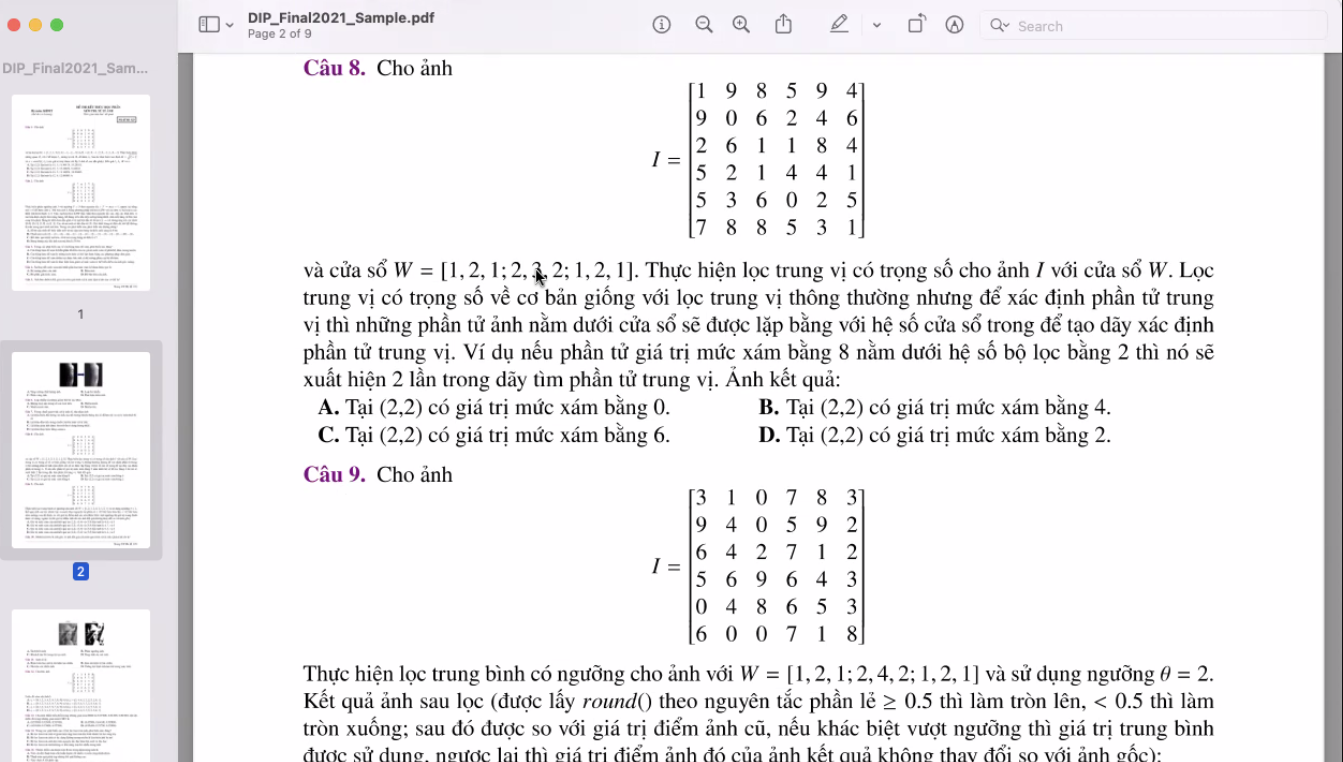 DIP_Final2021_Sample.pdf
Page 2 of 9
Search
DIP_Final2021_Sam...
1
2
Câu 8. Cho ảnh
I =
1 9 8 5 9 4
9 0 6 2 4 6
2 6 1 1 8 4
5 2 1 4 4 1
5 3 6 0 2 5
7 8 8 5 3 1
và cửa sổ W = [1, 2, 1; 2, 3, 2; 1, 2, 1]. Thực hiện lọc trung vị có trọng số cho ảnh I với cửa sổ W. Lọc
trung vị có trọng số về cơ bản giống với lọc trung vị thông thường nhưng để xác định phần tử trung
vị thì những phần tử ảnh nằm dưới cửa sổ sẽ được lặp bằng với hệ số cửa sổ trong để tạo dãy xác định
phần tử trung vị. Ví dụ nếu phần tử giá trị mức xám bằng 8 nằm dưới hệ số bộ lọc bằng 2 thì nó sẽ
xuất hiện 2 lần trong dãy tìm phần tử trung vị. Ảnh kết quả:
A. Tại (2,2) có giá trị mức xám bằng 0. B. Tại (2,2) có giá trị mức xám bằng 4.
C. Tại (2,2) có giá trị mức xám bằng 6. D. Tại (2,2) có giá trị mức xám bằng 2.
Câu 9. Cho ảnh
I =
3 1 0 7 8 3
9 4 0 5 9 2
6 4 2 7 1 2
5 6 9 6 4 3
0 4 8 6 5 3
6 0 0 7 1 8
Thực hiện lọc trung bình có ngưỡng cho ảnh với W = [1, 2, 1; 2, 4, 2; 1, 2, 1] và sử dụng ngưỡng θ = 2.
Kết quả ảnh sau lọc (được lấy round() theo nguyên tắc phần lẻ ≥ 0.5 thì làm tròn lên, < 0.5 thì làm
tròn xuống; sau đó được so với giá trị điểm ảnh cũ, nếu khác biệt vượt ngưỡng thì giá trị trung bình
được sử dụng, ngược lại thì giá trị điểm ảnh đó của ảnh kết quả không thay đổi so với ảnh gốc):